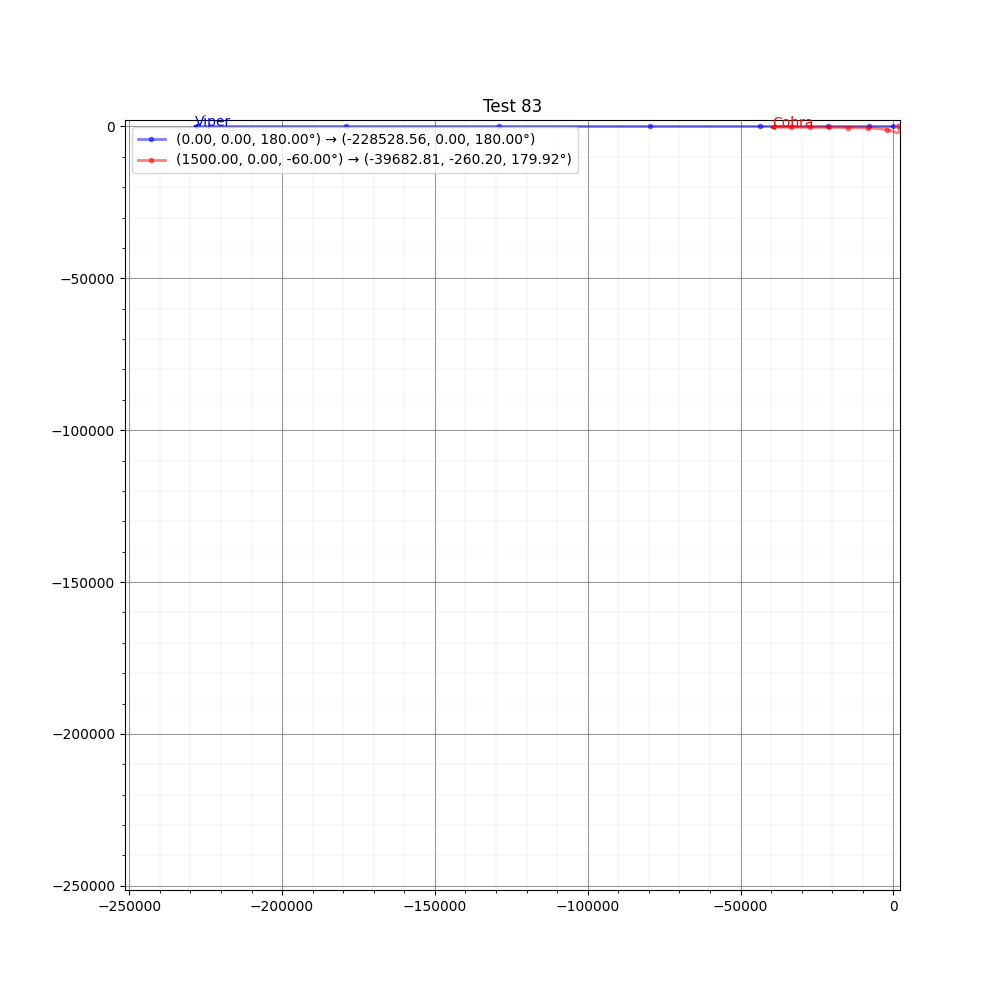 Test 83
Viper
Cobra
(0.00, 0.00, 180.00°) → (-228528.56, 0.00, 180.00°)
(1500.00, 0.00, -60.00°) → (-39682.81, -260.20, 179.92°)
0
−50000
−100000
−150000
−200000
−250000
−250000 −200000 −150000 −100000 −50000 0